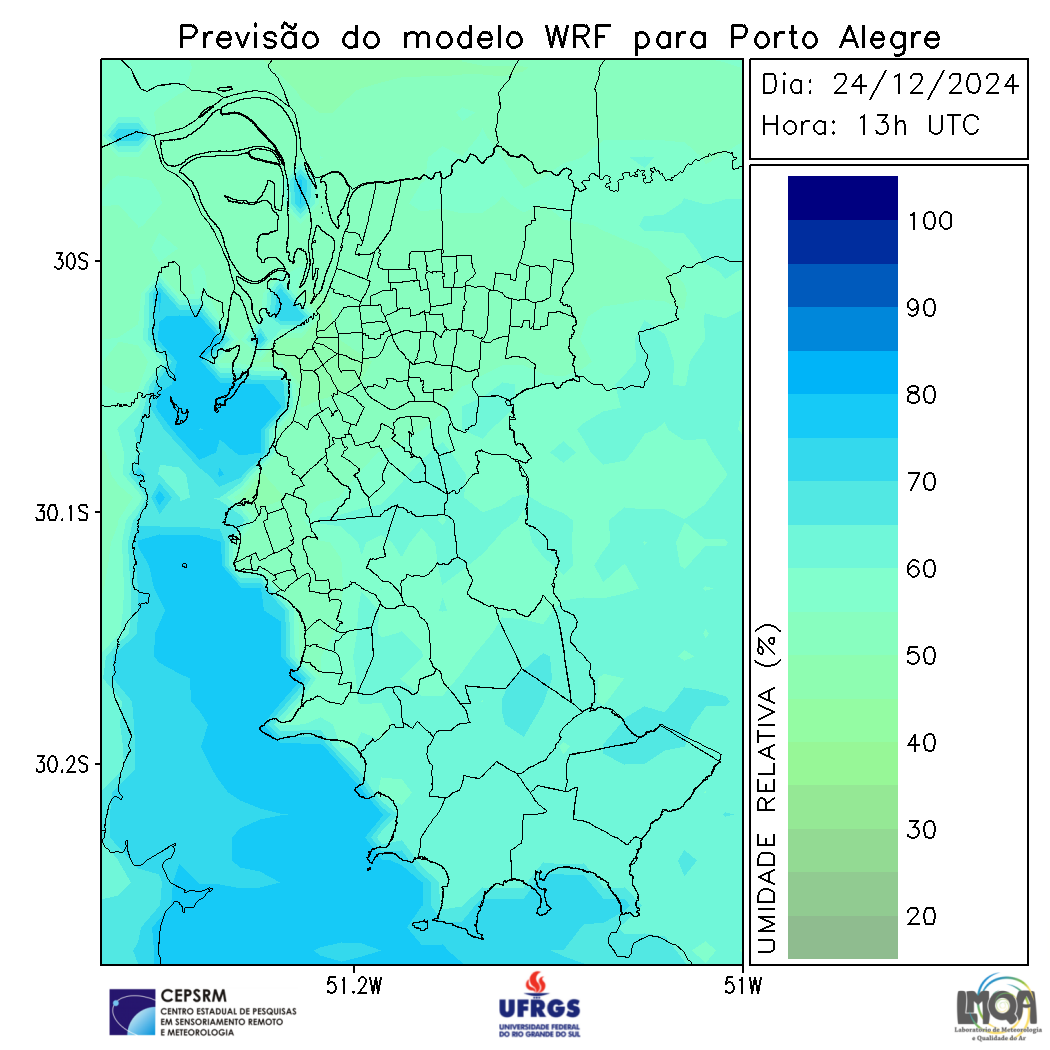 Previsão do modelo WRF para Porto Alegre
Dia: 24/12/2024
Hora: 13h UTC
30S
30.1S
30.2S
51.2W
51W
100
90
80
70
60
50
40
30
20
UMIDADE RELATIVA (%)
CEPSRM
CENTRO ESTADUAL DE PESQUISAS
EM SENSORIAMENTO REMOTO
E METEOROLOGIA
UFRGS
UNIVERSIDADE FEDERAL
DO RIO GRANDE DO SUL
LMQA
Laboratório de Meteorologia
e Qualidade do Ar